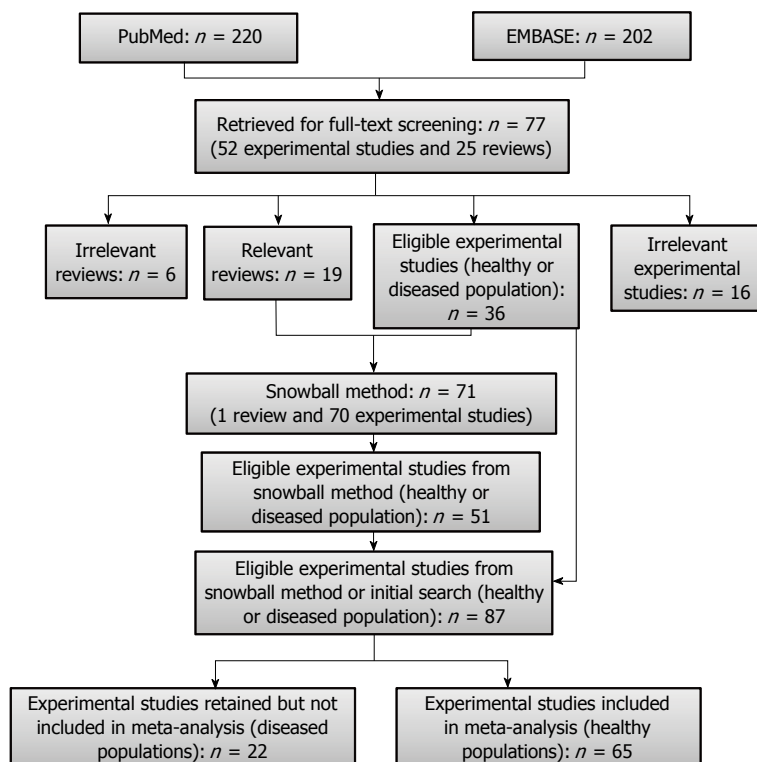 PubMed: n = 220
EMBASE: n = 202
Retrieved for full-text screening: n = 77
(52 experimental studies and 25 reviews)
Irrelevant
reviews: n = 6
Relevant
reviews: n = 19
Eligible experimental
studies (healthy or
diseased population):
n = 36
Irrelevant
experimental
studies: n = 16
Snowball method: n = 71
(1 review and 70 experimental studies)
Eligible experimental studies from
snowball method (healthy or
diseased population): n = 51
Eligible experimental studies from
snowball method or initial search (healthy
or diseased population): n = 87
Experimental studies retained but not
included in meta-analysis (diseased
populations): n = 22
Experimental studies included
in meta-analysis (healthy
populations): n = 65